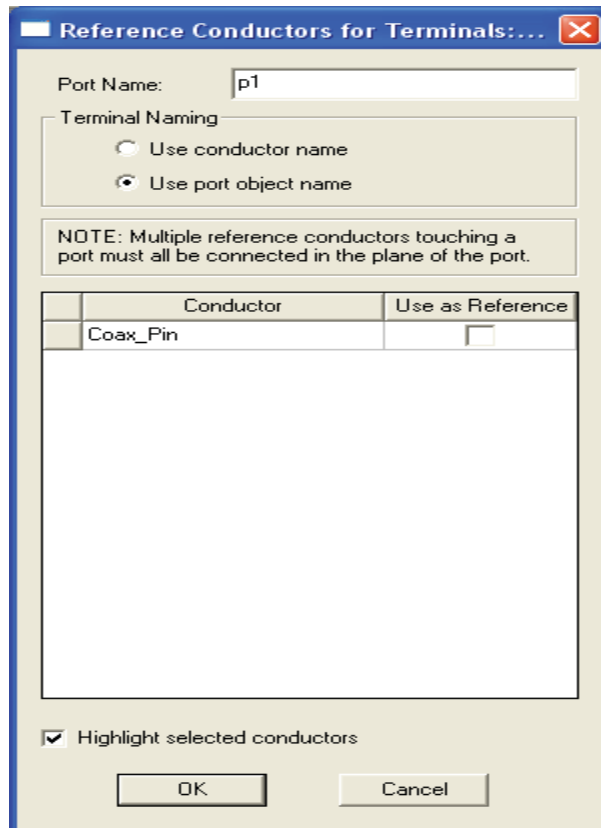 Reference Conductors for Terminals:...
Port Name: p1
Terminal Naming
Use conductor name
Use port object name
NOTE: Multiple reference conductors touching a
port must all be connected in the plane of the port.
Conductor Use as Reference
Coax_Pin
Highlight selected conductors
OK Cancel